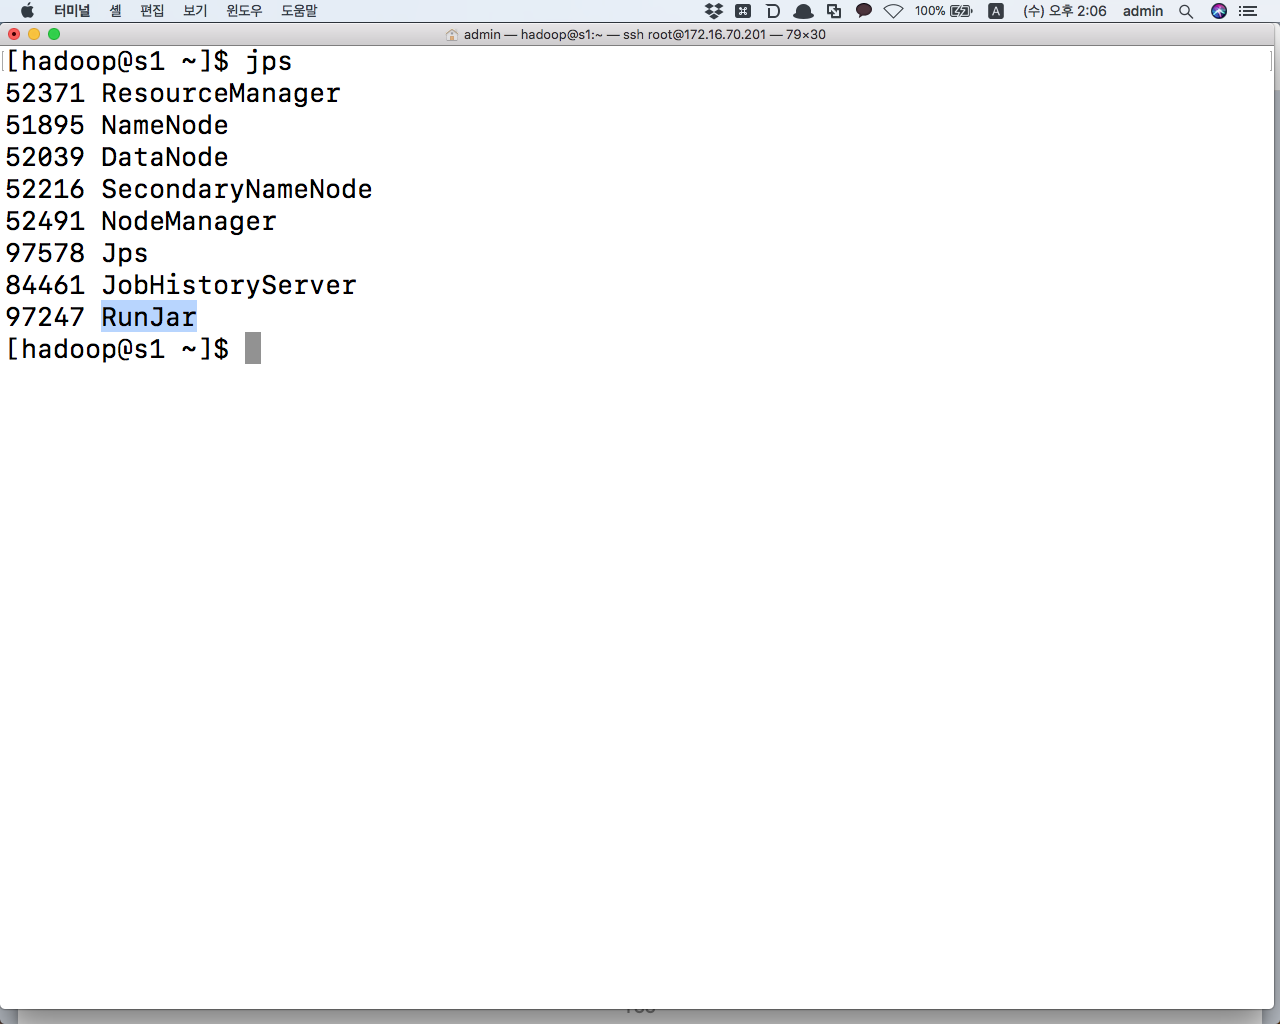 터미널 셸 편집 보기 윈도우 도움말 100% A (수) 오후 2:06 admin
admin — hadoop@s1:~ — ssh root@172.16.70.201 — 79×30
[hadoop@s1 ~]$ jps
52371 ResourceManager
51895 NameNode
52039 DataNode
52216 SecondaryNameNode
52491 NodeManager
97578 Jps
84461 JobHistoryServer
97247 RunJar
[hadoop@s1 ~]$